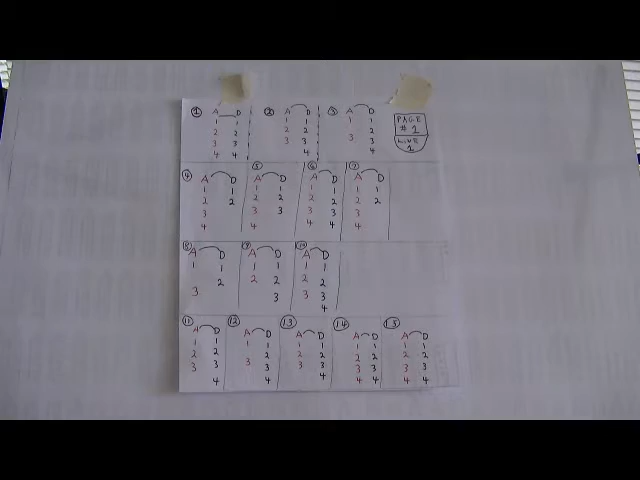 ① A D ② A D ③ A D PAGE
1 1 1 1 1 #1
2 2 2 2 2
3 3 3 3 3 3 1
4 4 4 4
④ A D ⑤ A D ⑥ A D ⑦ A D
1 1 1 1 1 1 1 1
2 2 2 2 2 2 2 2
3 3 3 3 3 3
4 4 4 4 4
⑧ A D ⑨ A D ⑩ A D
1 1 1 1 1 1
2 2 2 2 2
3 3 3 3
4
⑪ A D ⑫ A D ⑬ A D ⑭ A D ⑮ A D
1 1 1 1 1 1 1 1 1 1
2 2 2 2 2 2 2 2 2
3 3 3 3 3 3 3 3 3 3
4 4 4 4 4 4 4